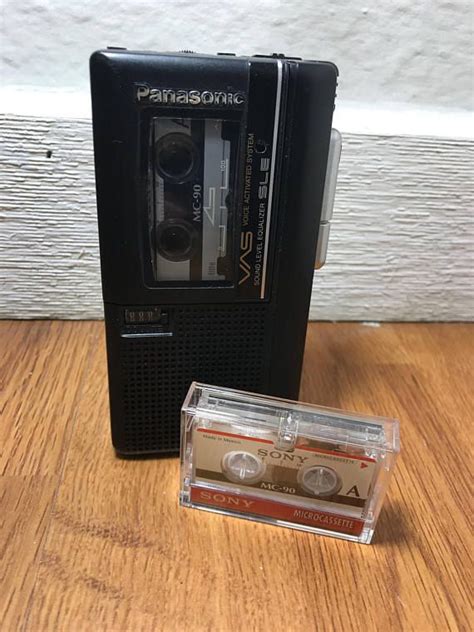 Panasonic
A
MC-90
VAS VOICE ACTIVATED SYSTEM
SOUND LEVEL EQUALIZER SLE
Made in Mexico
SONY
MICROCASSETTE
MC-90
A
SONY
MICROCASSETTE